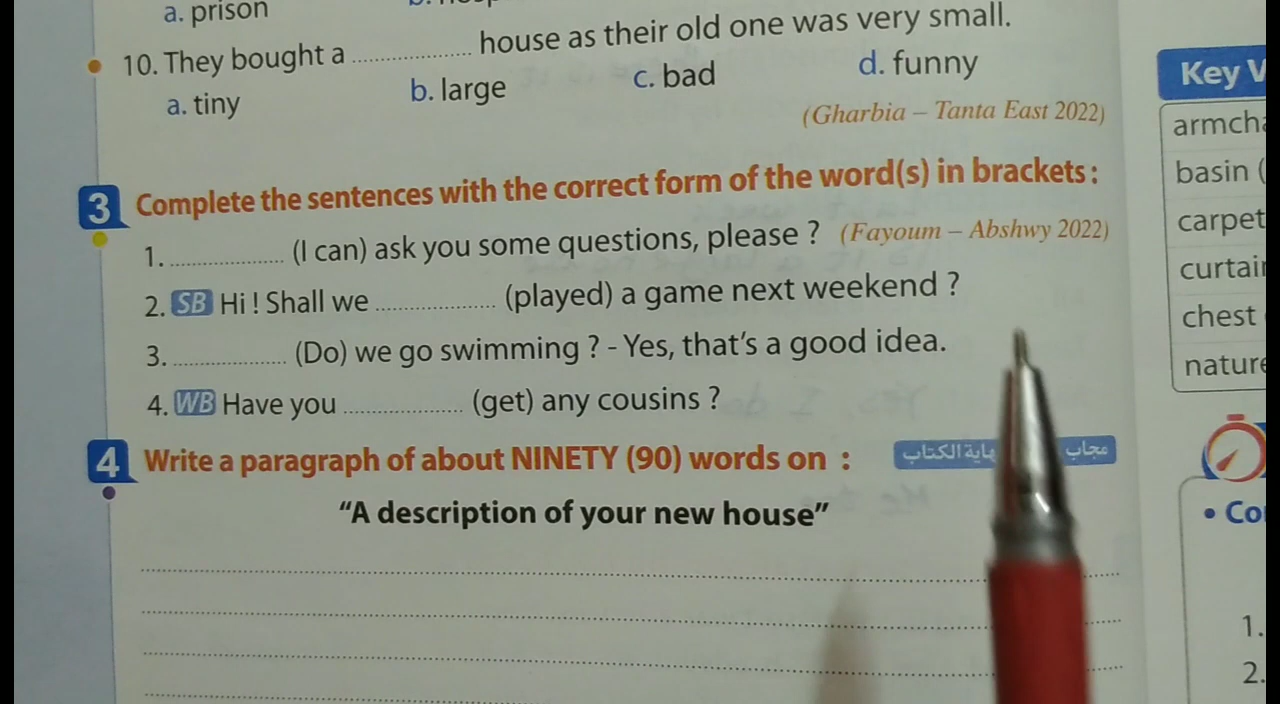 a. prison
10. They bought a .................... house as their old one was very small.
a. tiny b. large c. bad d. funny
(Gharbia – Tanta East 2022)
3 Complete the sentences with the correct form of the word(s) in brackets :
1. .................... (I can) ask you some questions, please ? (Fayoum – Abshwy 2022)
2. SB Hi ! Shall we .................... (played) a game next weekend ?
3. .................... (Do) we go swimming ? - Yes, that's a good idea.
4. WB Have you .................... (get) any cousins ?
4 Write a paragraph of about NINETY (90) words on :
مجاب الكتاب
“A description of your new house”
Key
basin
carpet
chest
• Co
1.
2.